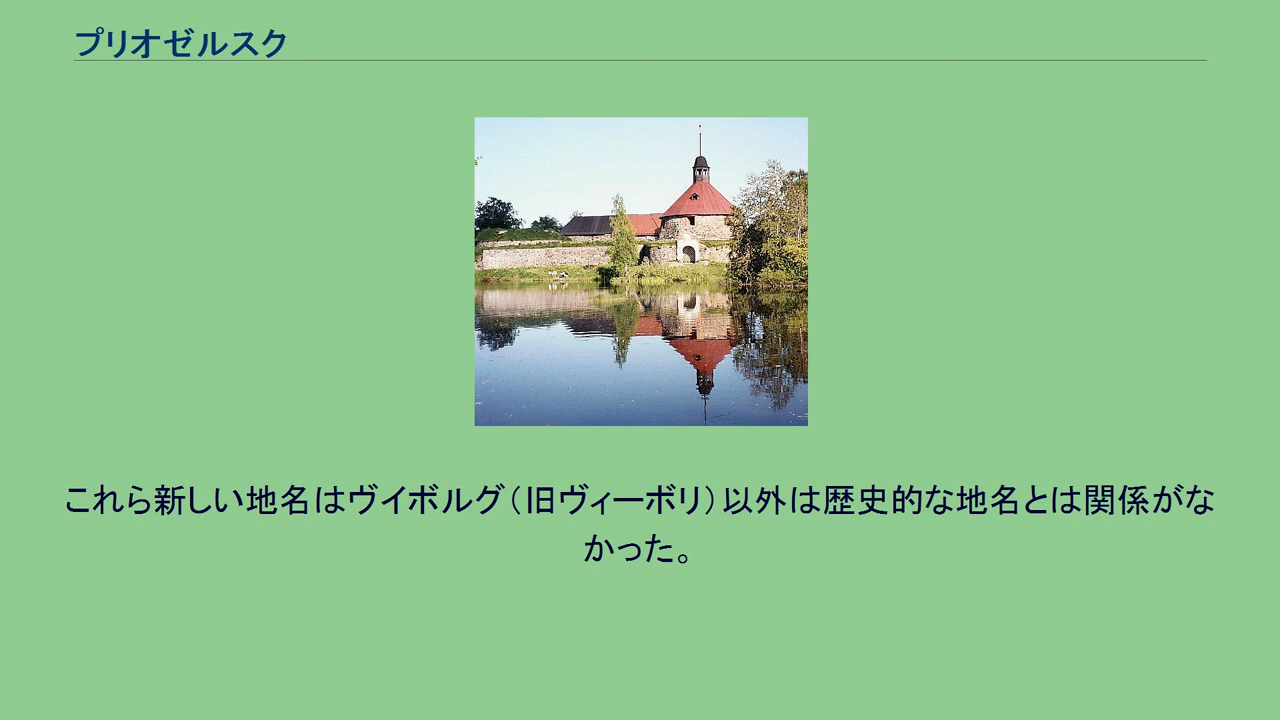 プリオゼルスク
これら新しい地名はヴイボルグ（旧ヴィーボリ）以外は歴史的な地名とは関係がな
かった。